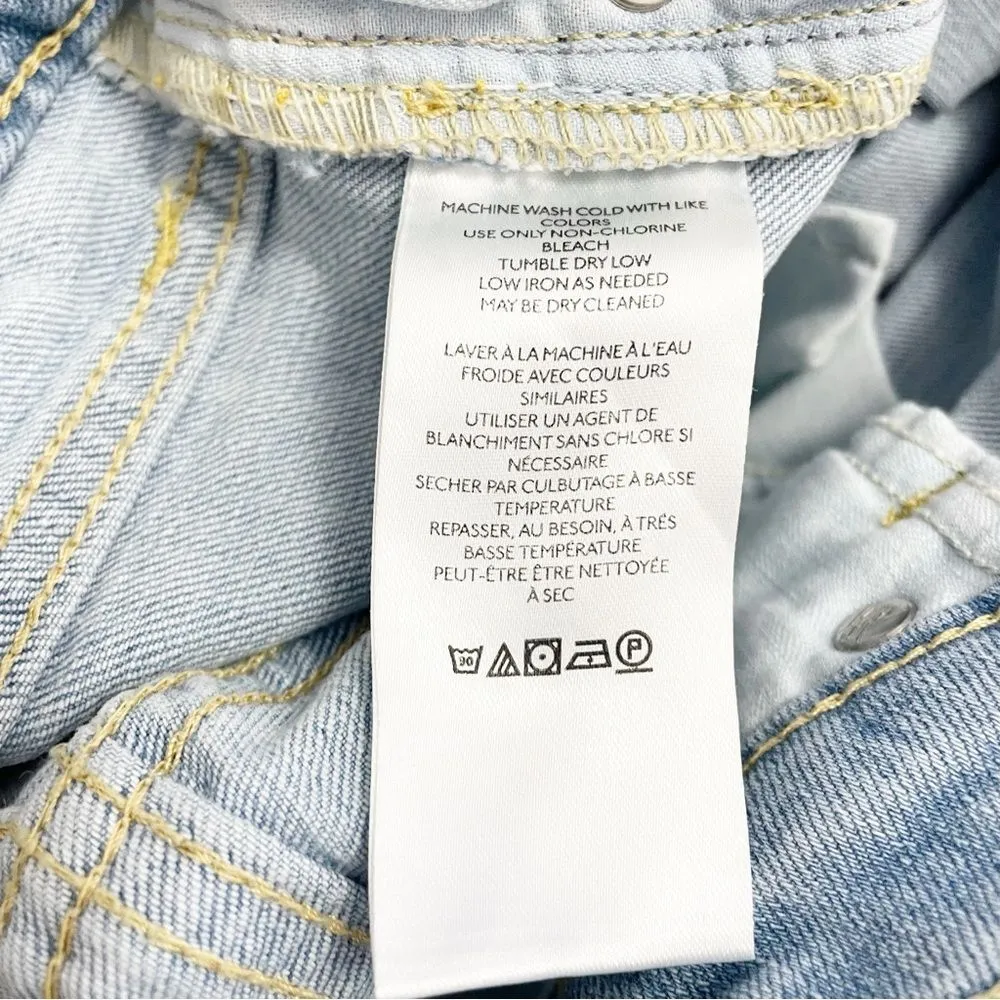 MACHINE WASH COLD WITH LIKE
COLORS
USE ONLY NON-CHLORINE
BLEACH
TUMBLE DRY LOW
LOW IRON AS NEEDED
MAY BE DRY CLEANED
LAVER À LA MACHINE À L'EAU
FROIDE AVEC COULEURS
SIMILAIRES
UTILISER UN AGENT DE
BLANCHIMENT SANS CHLORE SI
NÉCESSAIRE
SECHER PAR CULBUTAGE À BASSE
TEMPERATURE
REPASSER, AU BESOIN, À TRÉS
BASSE TEMPÉRATURE
PEUT-ÉTRE ÊTRE NETTOYÉE
À SEC
30 P